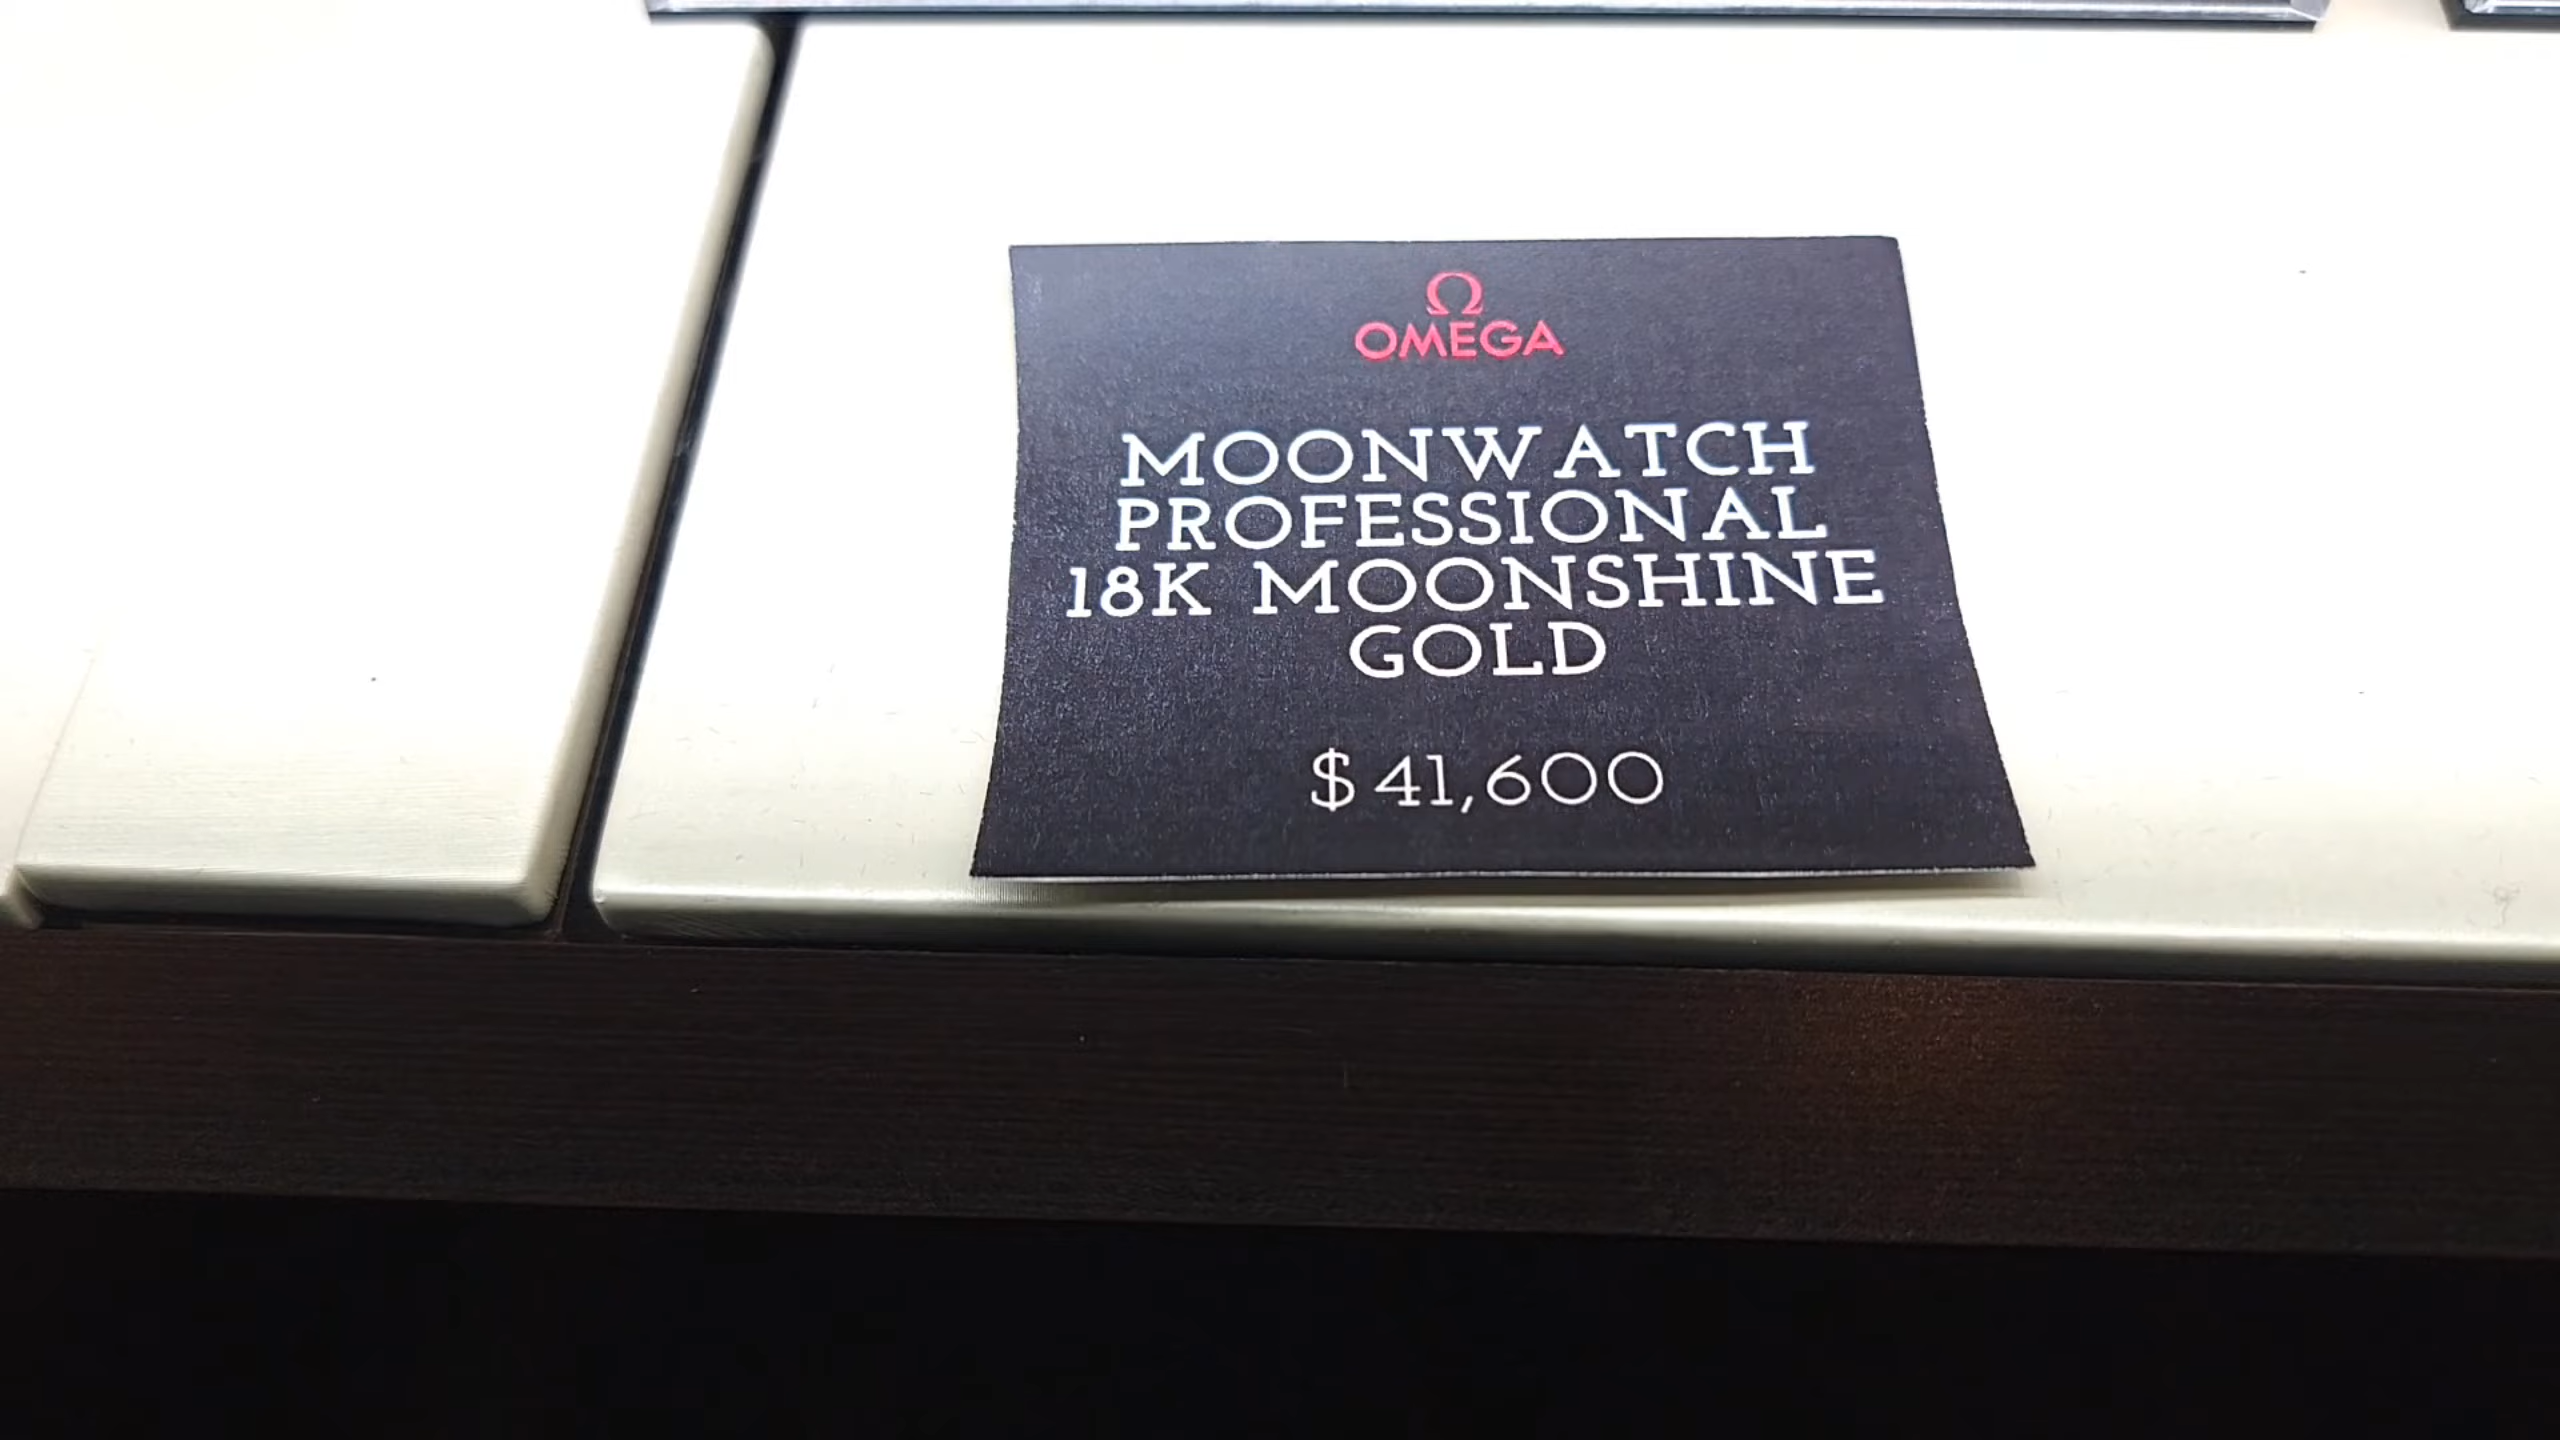 Ω
OMEGA
MOONWATCH
PROFESSIONAL
18K MOONSHINE
GOLD
$41,600